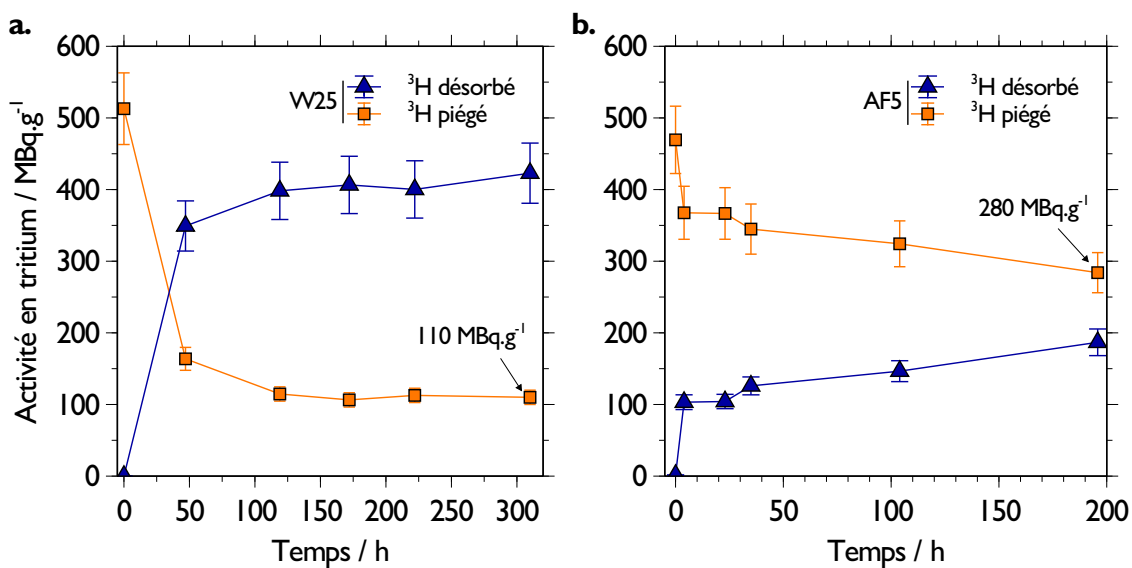 a.
Activité en tritium / MBq.g⁻¹
600
500
400
300
200
100
0
W25
³H désorbé
³H piégé
110 MBq.g⁻¹
0 50 100 150 200 250 300
Temps / h
b.
600
500
400
300
200
100
0
AF5
³H désorbé
³H piégé
280 MBq.g⁻¹
0 50 100 150 200
Temps / h